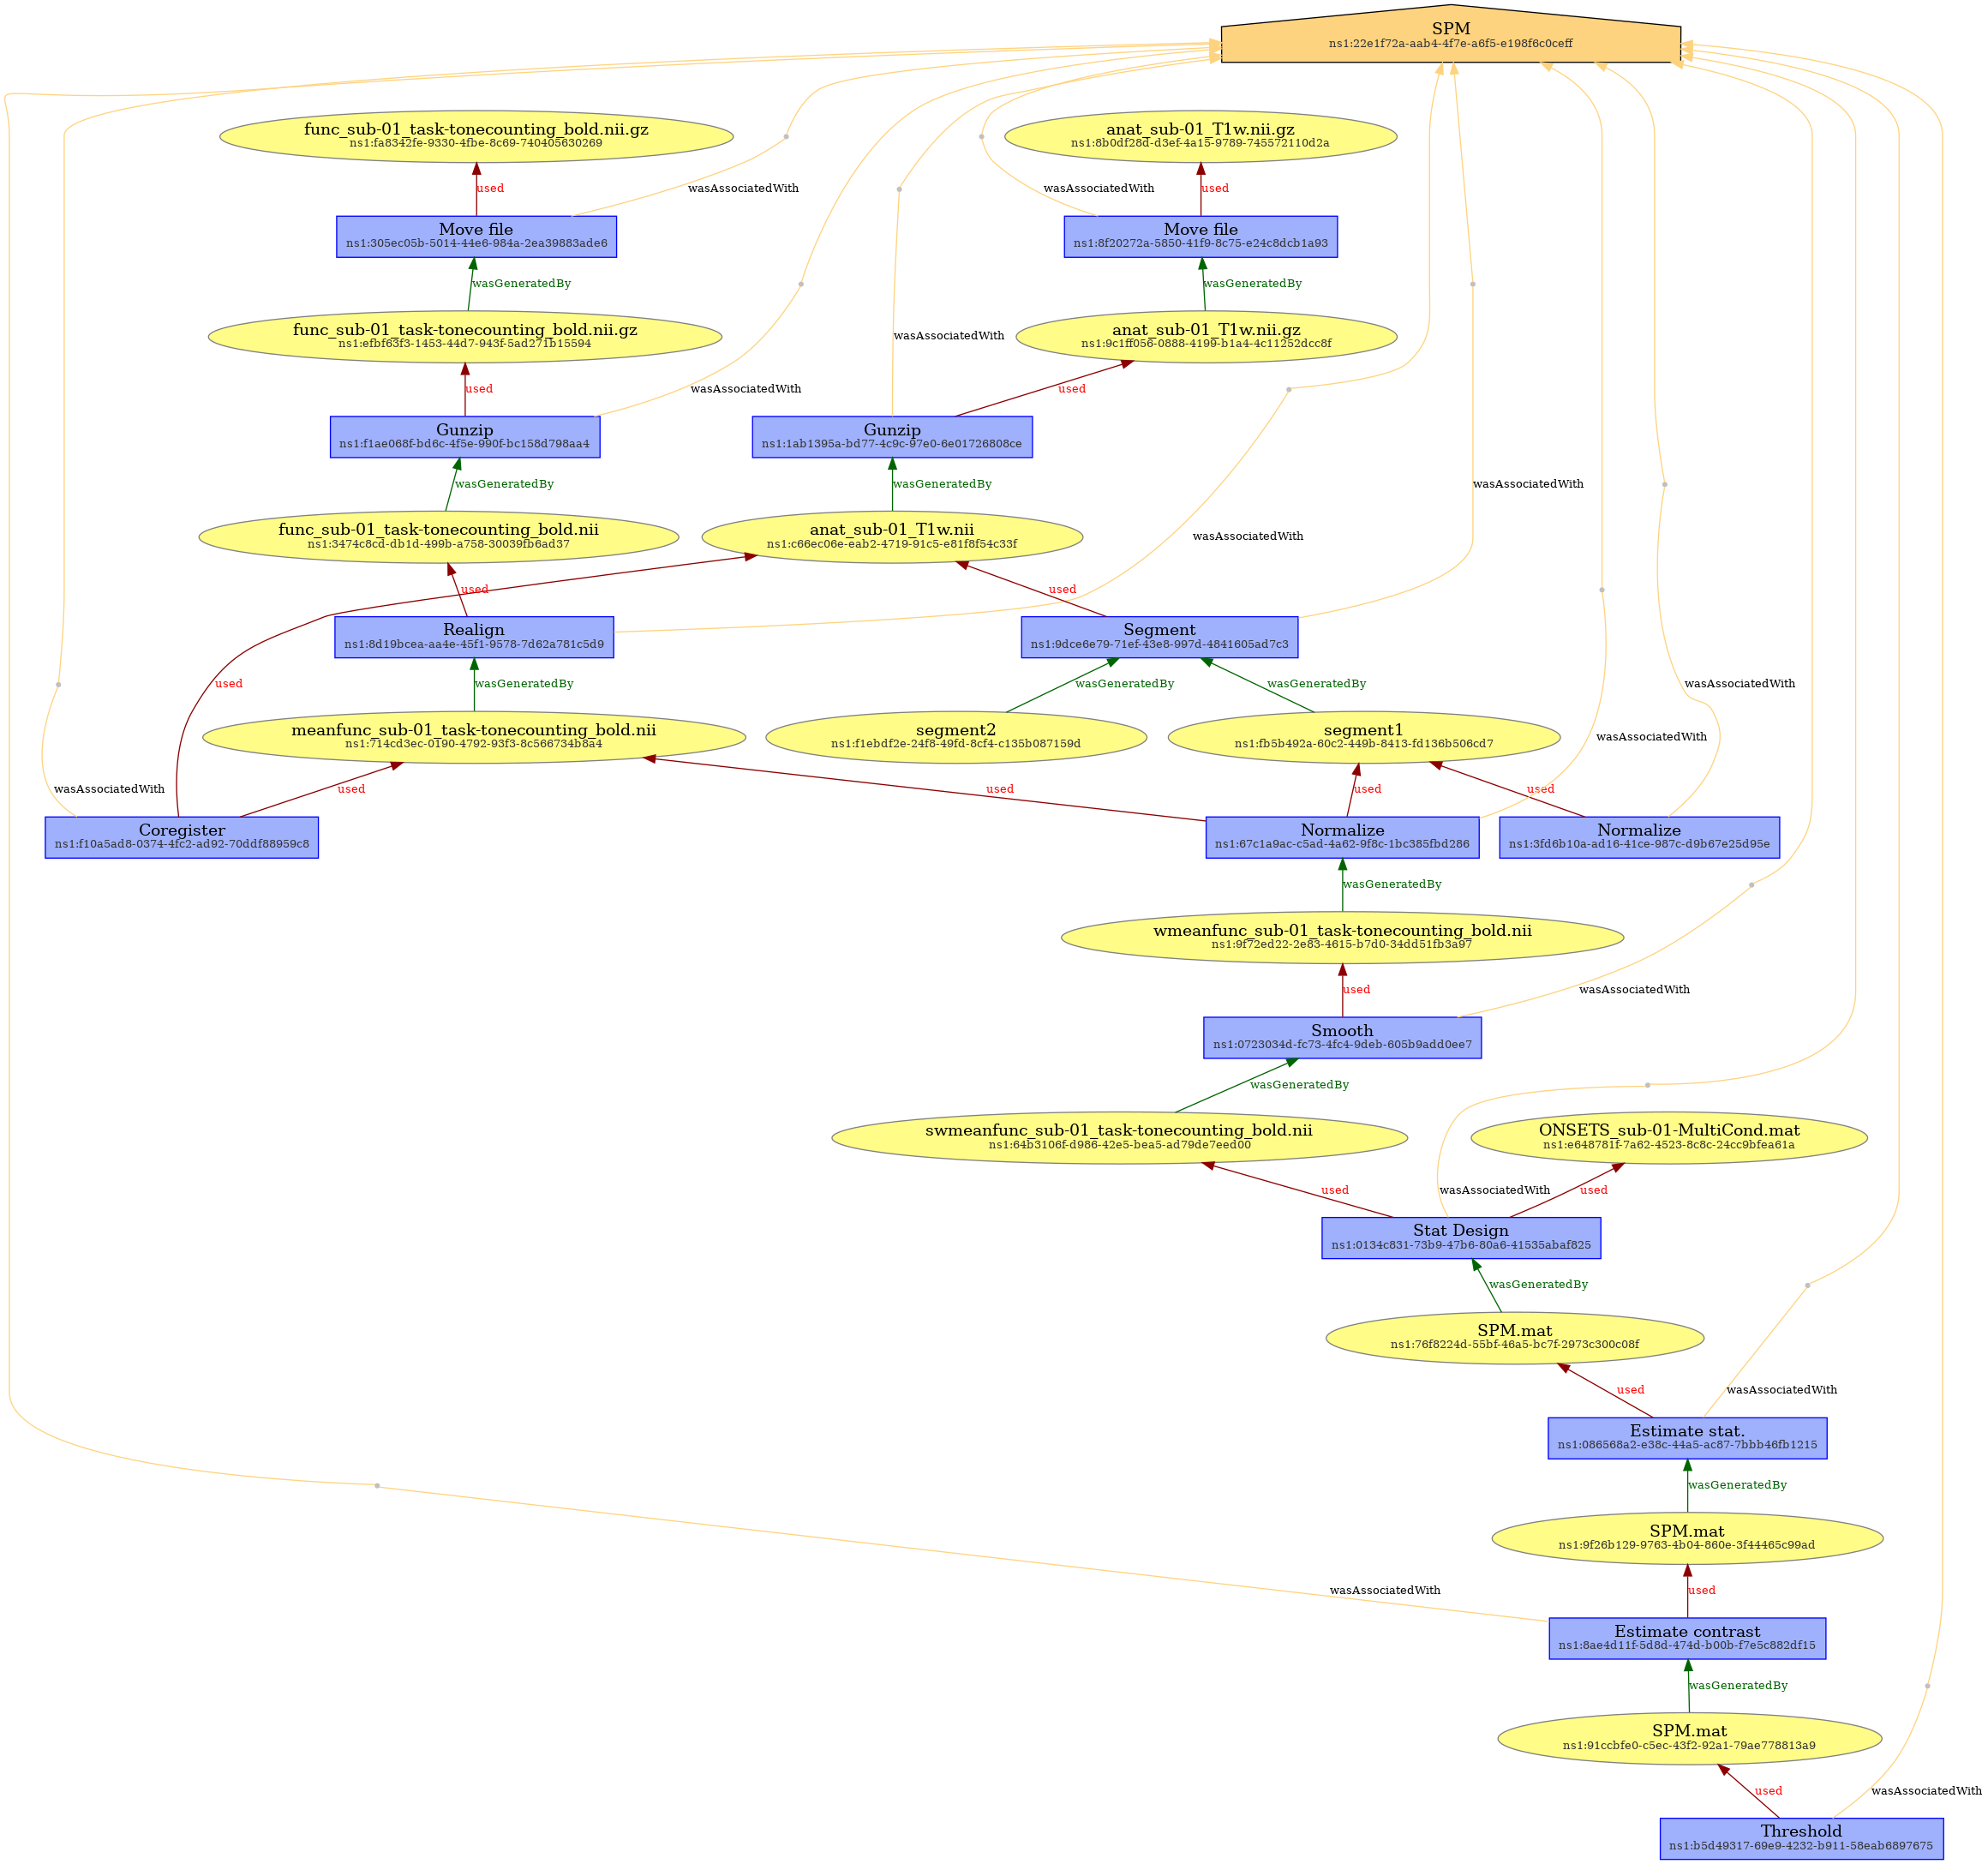 SPM
ns1:22e1f72a-aab4-4f7e-a6f5-e198f6c0ceff
func_sub-01_task-tonecounting_bold.nii.gz
ns1:fa8342fe-9330-4fbe-8c69-740405630269
anat_sub-01_T1w.nii.gz
ns1:8b0df28d-d3ef-4a15-9789-745572110d2a
used
wasAssociatedWith
wasAssociatedWith
used
Move file
ns1:305ec05b-5014-44e6-984a-2ea39883ade6
Move file
ns1:8f20272a-5850-41f9-8c75-e24c8dcb1a93
wasGeneratedBy
wasGeneratedBy
func_sub-01_task-tonecounting_bold.nii.gz
ns1:efbf63f3-1453-44d7-943f-5ad271b15594
wasAssociatedWith
anat_sub-01_T1w.nii.gz
ns1:9c1ff056-0888-4199-b1a4-4c11252dcc8f
used
wasAssociatedWith
used
Gunzip
ns1:f1ae068f-bd6c-4f5e-990f-bc158d798aa4
Gunzip
ns1:1ab1395a-bd77-4c9c-97e0-6e01726808ce
wasGeneratedBy
wasGeneratedBy
wasAssociatedWith
func_sub-01_task-tonecounting_bold.nii
ns1:3474c8cd-db1d-499b-a758-30039fb6ad37
anat_sub-01_T1w.nii
ns1:c66ec06e-eab2-4719-91c5-e81f8f54c33f
wasAssociatedWith
used
used
Realign
ns1:8d19bcea-aa4e-45f1-9578-7d62a781c5d9
Segment
ns1:9dce6e79-71ef-43e8-997d-4841605ad7c3
used
wasGeneratedBy
wasGeneratedBy
wasGeneratedBy
wasAssociatedWith
meanfunc_sub-01_task-tonecounting_bold.nii
ns1:714cd3ec-0190-4792-93f3-8c566734b8a4
segment2
ns1:f1ebdf2e-24f8-49fd-8cf4-c135b087159d
segment1
ns1:fb5b492a-60c2-449b-8413-fd136b506cd7
wasAssociatedWith
wasAssociatedWith
used
used
used
used
Coregister
ns1:f10a5ad8-0374-4fc2-ad92-70ddf88959c8
Normalize
ns1:67c1a9ac-c5ad-4a62-9f8c-1bc385fbd286
Normalize
ns1:3fd6b10a-ad16-41ce-987c-d9b67e25d95e
wasGeneratedBy
wmeanfunc_sub-01_task-tonecounting_bold.nii
ns1:9f72ed22-2e83-4615-b7d0-34dd51fb3a97
used
wasAssociatedWith
Smooth
ns1:0723034d-fc73-4fc4-9deb-605b9add0ee7
wasGeneratedBy
swmeanfunc_sub-01_task-tonecounting_bold.nii
ns1:64b3106f-d986-42e5-bea5-ad79de7eed00
ONSETS_sub-01-MultiCond.mat
ns1:e648781f-7a62-4523-8c8c-24cc9bfea61a
used
wasAssociatedWith
used
Stat Design
ns1:0134c831-73b9-47b6-80a6-41535abaf825
wasGeneratedBy
SPM.mat
ns1:76f8224d-55bf-46a5-bc7f-2973c300c08f
used
wasAssociatedWith
Estimate stat.
ns1:086568a2-e38c-44a5-ac87-7bbb46fb1215
wasGeneratedBy
SPM.mat
ns1:9f26b129-9763-4b04-860e-3f44465c99ad
wasAssociatedWith
used
Estimate contrast
ns1:8ae4d11f-5d8d-474d-b00b-f7e5c882df15
wasGeneratedBy
SPM.mat
ns1:91ccbfe0-c5ec-43f2-92a1-79ae778813a9
used
wasAssociatedWith
Threshold
ns1:b5d49317-69e9-4232-b911-58eab6897675